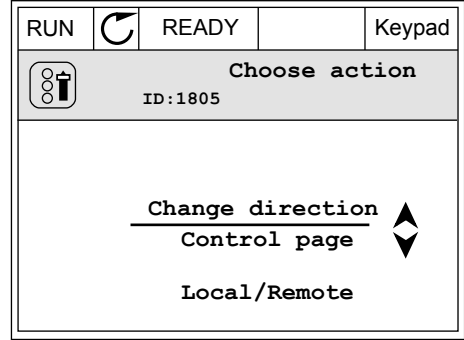 RUN READY Keypad
Choose action
ID:1805
Change direction
Control page
Local/Remote